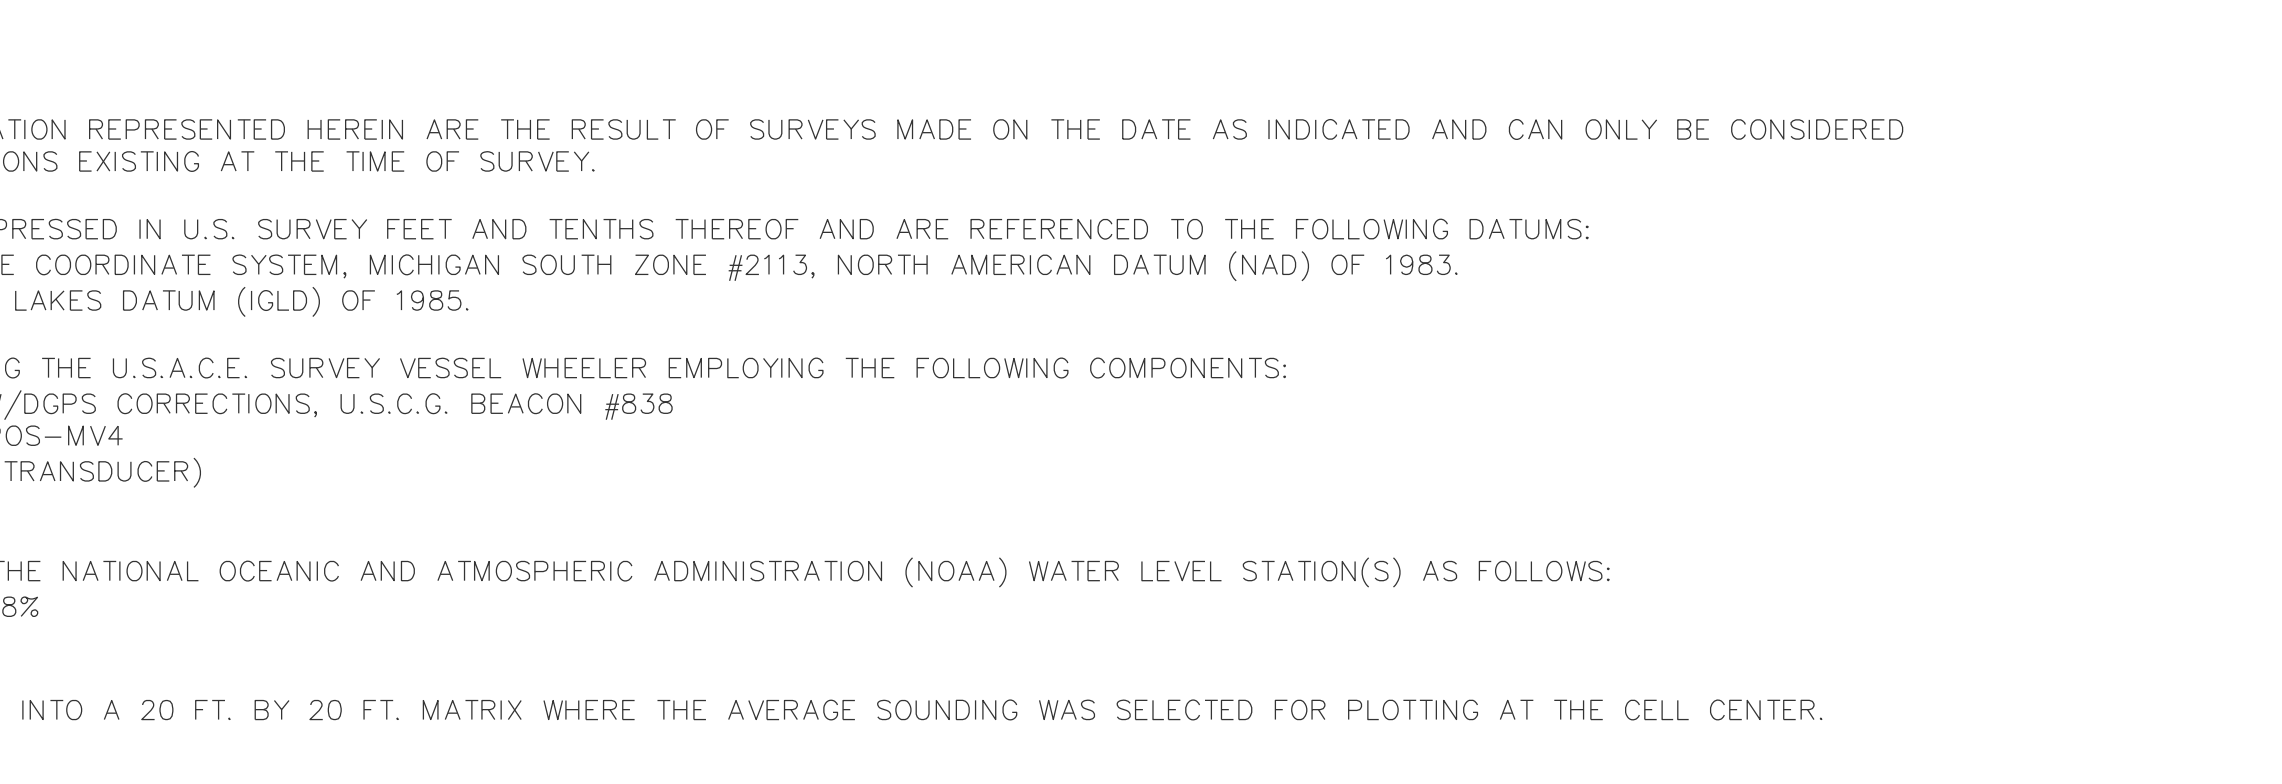 ATION REPRESENTED HEREIN ARE THE RESULT OF SURVEYS MADE ON THE DATE AS INDICATED AND CAN ONLY BE CONSIDERED
ONS EXISTING AT THE TIME OF SURVEY.
PRESSED IN U.S. SURVEY FEET AND TENTHS THEREOF AND ARE REFERENCED TO THE FOLLOWING DATUMS:
E COORDINATE SYSTEM, MICHIGAN SOUTH ZONE #2113, NORTH AMERICAN DATUM (NAD) OF 1983.
LAKES DATUM (IGLD) OF 1985.
G THE U.S.A.C.E. SURVEY VESSEL WHEELER EMPLOYING THE FOLLOWING COMPONENTS:
/DGPS CORRECTIONS, U.S.C.G. BEACON #838
POS-MV4
TRANSDUCER)
THE NATIONAL OCEANIC AND ATMOSPHERIC ADMINISTRATION (NOAA) WATER LEVEL STATION(S) AS FOLLOWS:
8%
INTO A 20 FT. BY 20 FT. MATRIX WHERE THE AVERAGE SOUNDING WAS SELECTED FOR PLOTTING AT THE CELL CENTER.